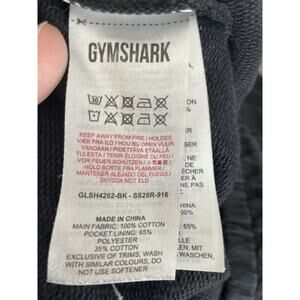 GYMSHARK
KEEP AWAY FROM FIRE / HOLDES
VÆK FRA ILD / HOU BIJ OPEN VUUR
VANDAAN / PIDETTÄVÄ ETÄÄLLÄ
TULESTA / TENIR ÉLOIGNÉ DU FEU /
VOR FEUER SCHÜTZEN /
HOLD BORTE FRA FLAMMER /
MANTENER ALEJADO DEL FUEGO /
SKYDDA MOT ELD
GLSH4262-BK - SS20R-916
MADE IN CHINA
MAIN FABRIC: 100% COTTON
POCKET LINING: 65%
POLYESTER
35% COTTON
EXCLUSIVE OF TRIMS, WASH
WITH SIMILAR COLOURS, DO
NOT USE SOFTENER